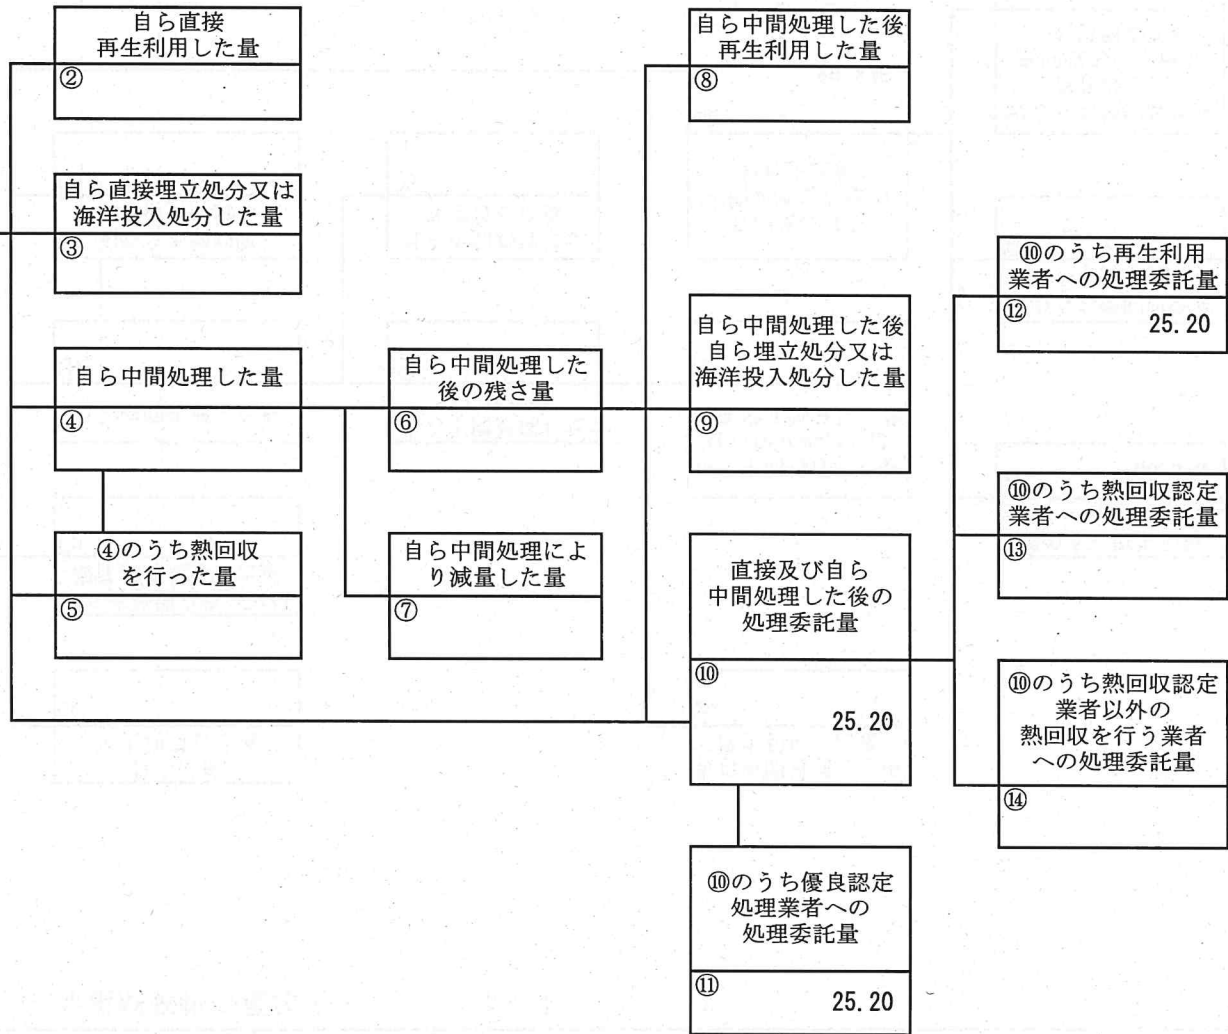 自ら直接
再生利用した量
②
自ら直接埋立処分又は
海洋投入処分した量
③
自ら中間処理した量
④
④のうち熱回収
を行った量
⑤
自ら中間処理した
後の残さ量
⑥
自ら中間処理によ
り減量した量
⑦
自ら中間処理した後
再生利用した量
⑧
自ら中間処理した後
自ら埋立処分又は
海洋投入処分した量
⑨
直接及び自ら
中間処理した後の
処理委託量
⑩
25.20
⑩のうち優良認定
処理業者への
処理委託量
⑪
25.20
⑩のうち再生利用
業者への処理委託量
⑫
25.20
⑩のうち熱回収認定
業者への処理委託量
⑬
⑩のうち熱回収認定
業者以外の
熱回収を行う業者
への処理委託量
⑭